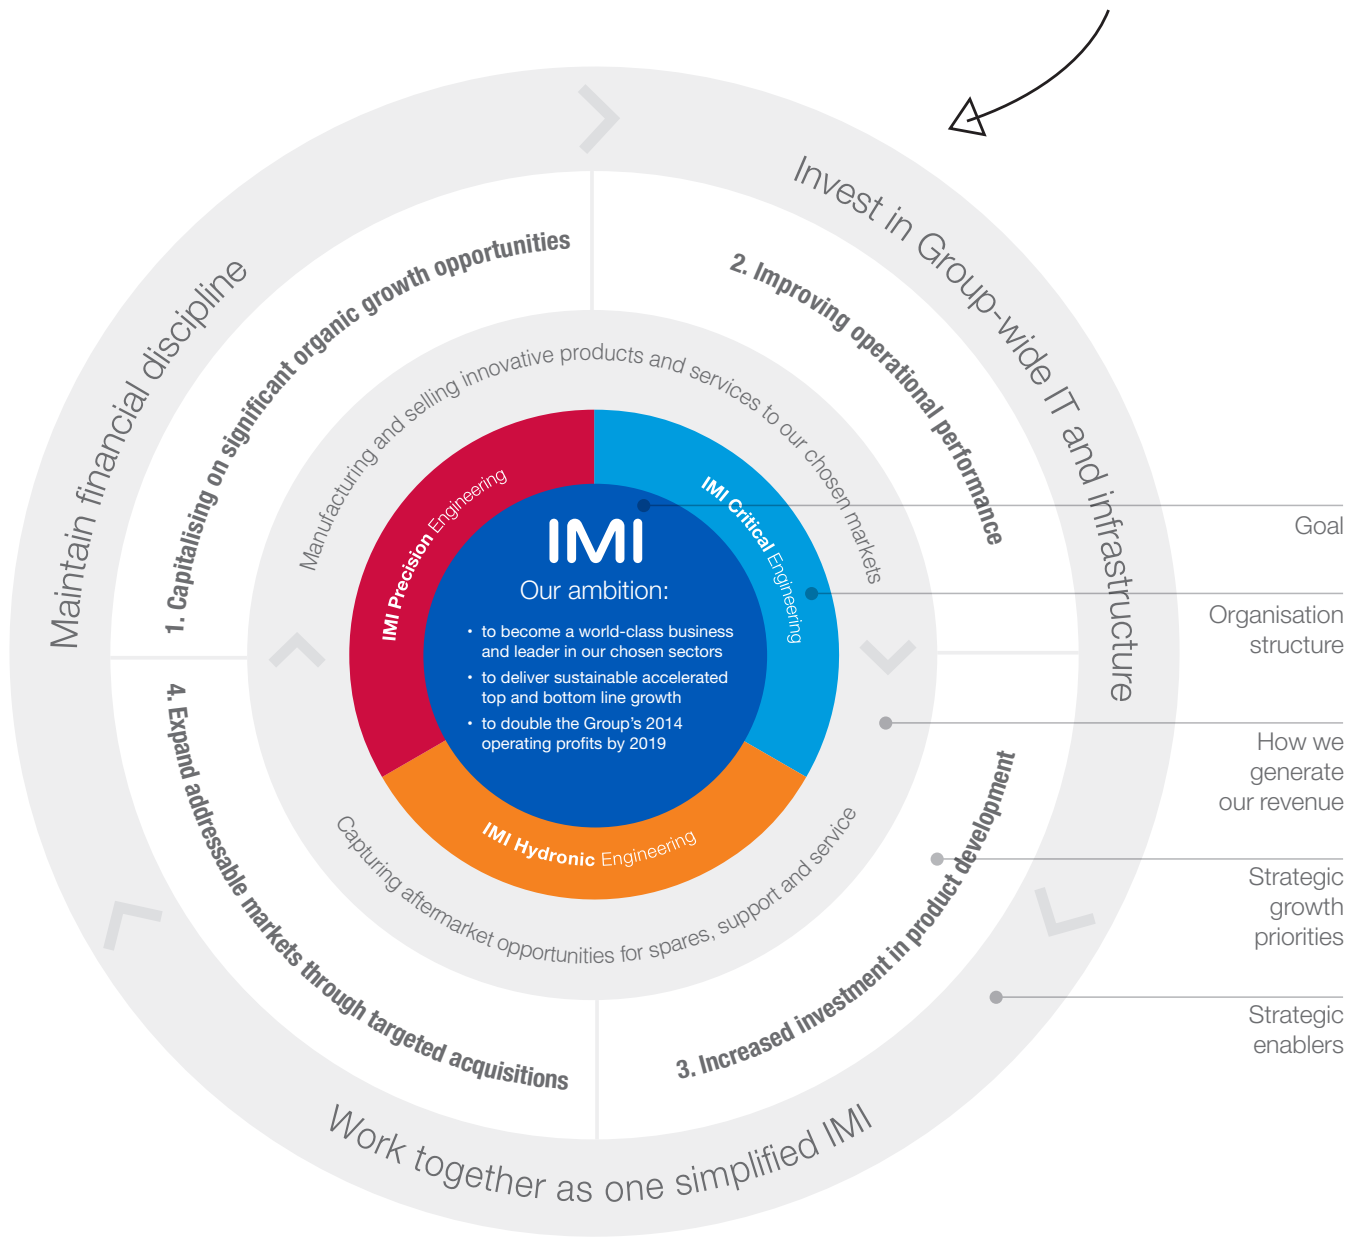 Maintain financial discipline
Invest in Group-wide IT and infrastructure
Work together as one simplified IMI
1. Capitalising on significant organic growth opportunities
2. Improving operational performance
3. Increased investment in product development
4. Expand addressable markets through targeted acquisitions
Manufacturing and selling innovative products and services to our chosen markets
Capturing aftermarket opportunities for spares, support and service
IMI Precision Engineering
IMI Critical Engineering
IMI Hydronic Engineering
IMI
Our ambition:
• to become a world-class business
and leader in our chosen sectors
• to deliver sustainable accelerated
top and bottom line growth
• to double the Group's 2014
operating profits by 2019
Goal
Organisation
structure
How we
generate
our revenue
Strategic
growth
priorities
Strategic
enablers